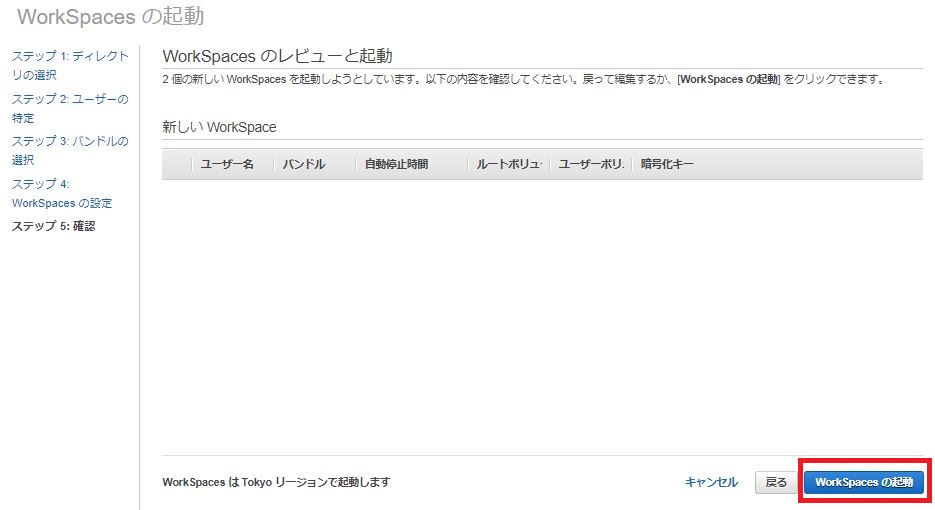 WorkSpaces の起動
ステップ 1: ディレクト
リの選択
ステップ 2: ユーザーの
特定
ステップ 3: バンドルの
選択
ステップ 4:
WorkSpaces の設定
ステップ 5: 確認
WorkSpaces のレビューと起動
2 個の新しい WorkSpaces を起動しようとしています。以下の内容を確認してください。戻って編集するか、[WorkSpaces の起動] をクリックできます。
新しい WorkSpace
ユーザー名 バンドル 自動停止時間 ルートボリュ ユーザーボリ 暗号化キー
WorkSpaces は Tokyo リージョンで起動します
キャンセル 戻る WorkSpaces の起動